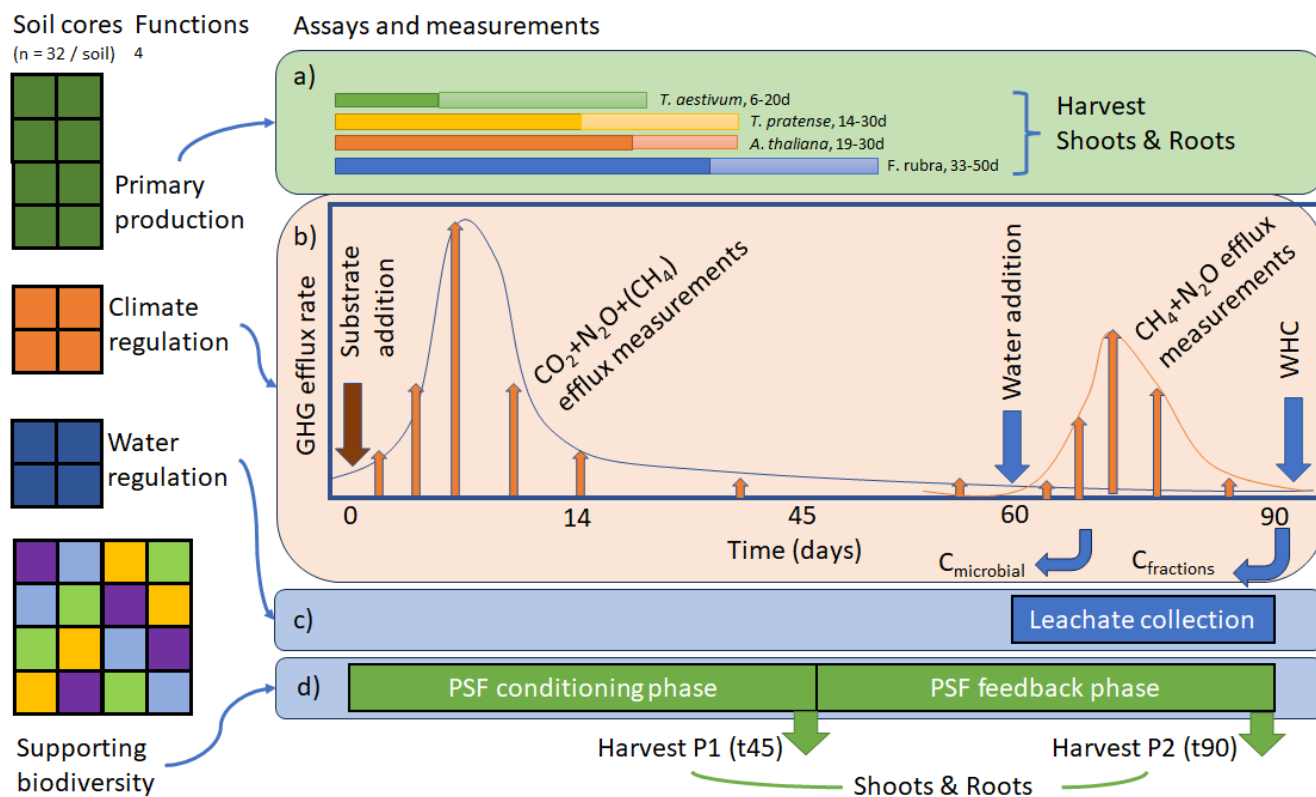 Soil cores Functions
(n = 32 / soil) 4
Assays and measurements
a)
T. aestivum, 6-20d
T. pratense, 14-30d
A. thaliana, 19-30d
F. rubra, 33-50d
Harvest
Shoots & Roots
Primary
production
b)
GHG efflux rate
Substrate
addition
CO₂+N₂O+(CH₄)
efflux measurements
Water addition
CH₄+N₂O efflux
measurements
WHC
Climate
regulation
Water
regulation
0 14 45 60 90
Time (days)
C_microbial
C_fractions
c)
Leachate collection
d)
PSF conditioning phase
PSF feedback phase
Harvest P1 (t45)
Harvest P2 (t90)
Shoots & Roots
Supporting
biodiversity